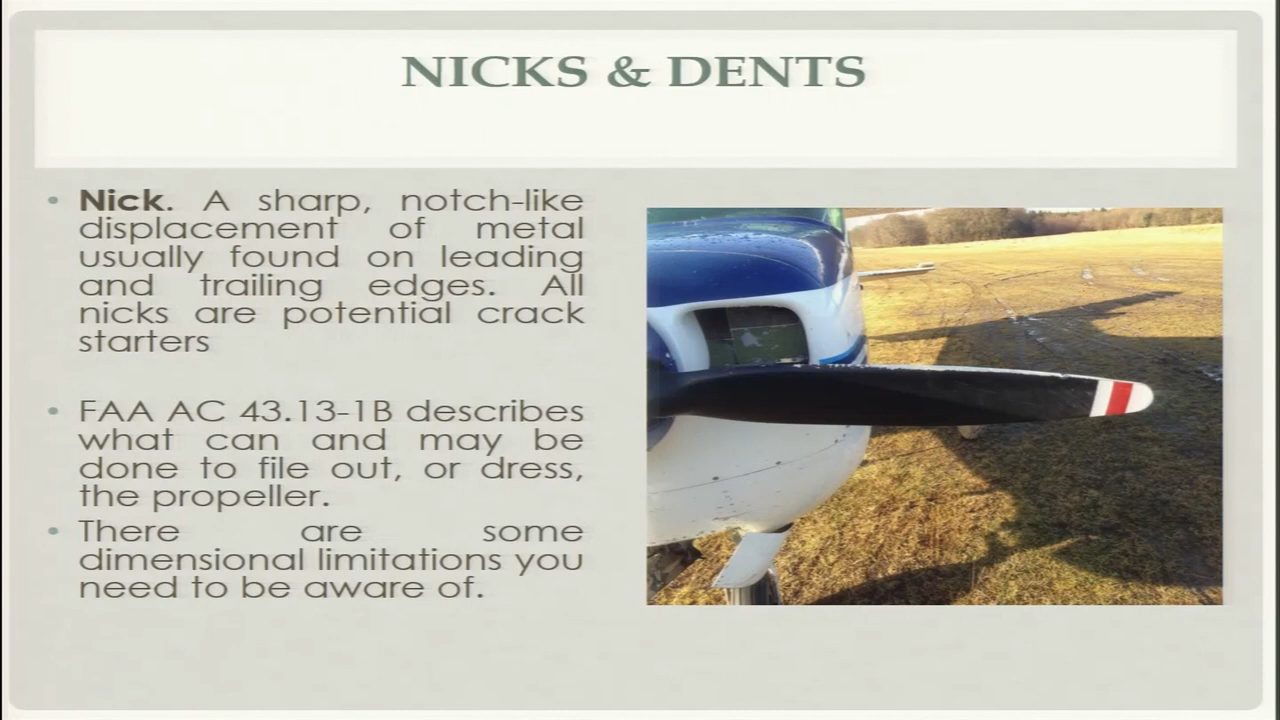 NICKS & DENTS
• Nick. A sharp, notch-like
displacement of metal
usually found on leading
and trailing edges. All
nicks are potential crack
starters
• FAA AC 43.13-1B describes
what can and may be
done to file out, or dress,
the propeller.
• There are some
dimensional limitations you
need to be aware of.